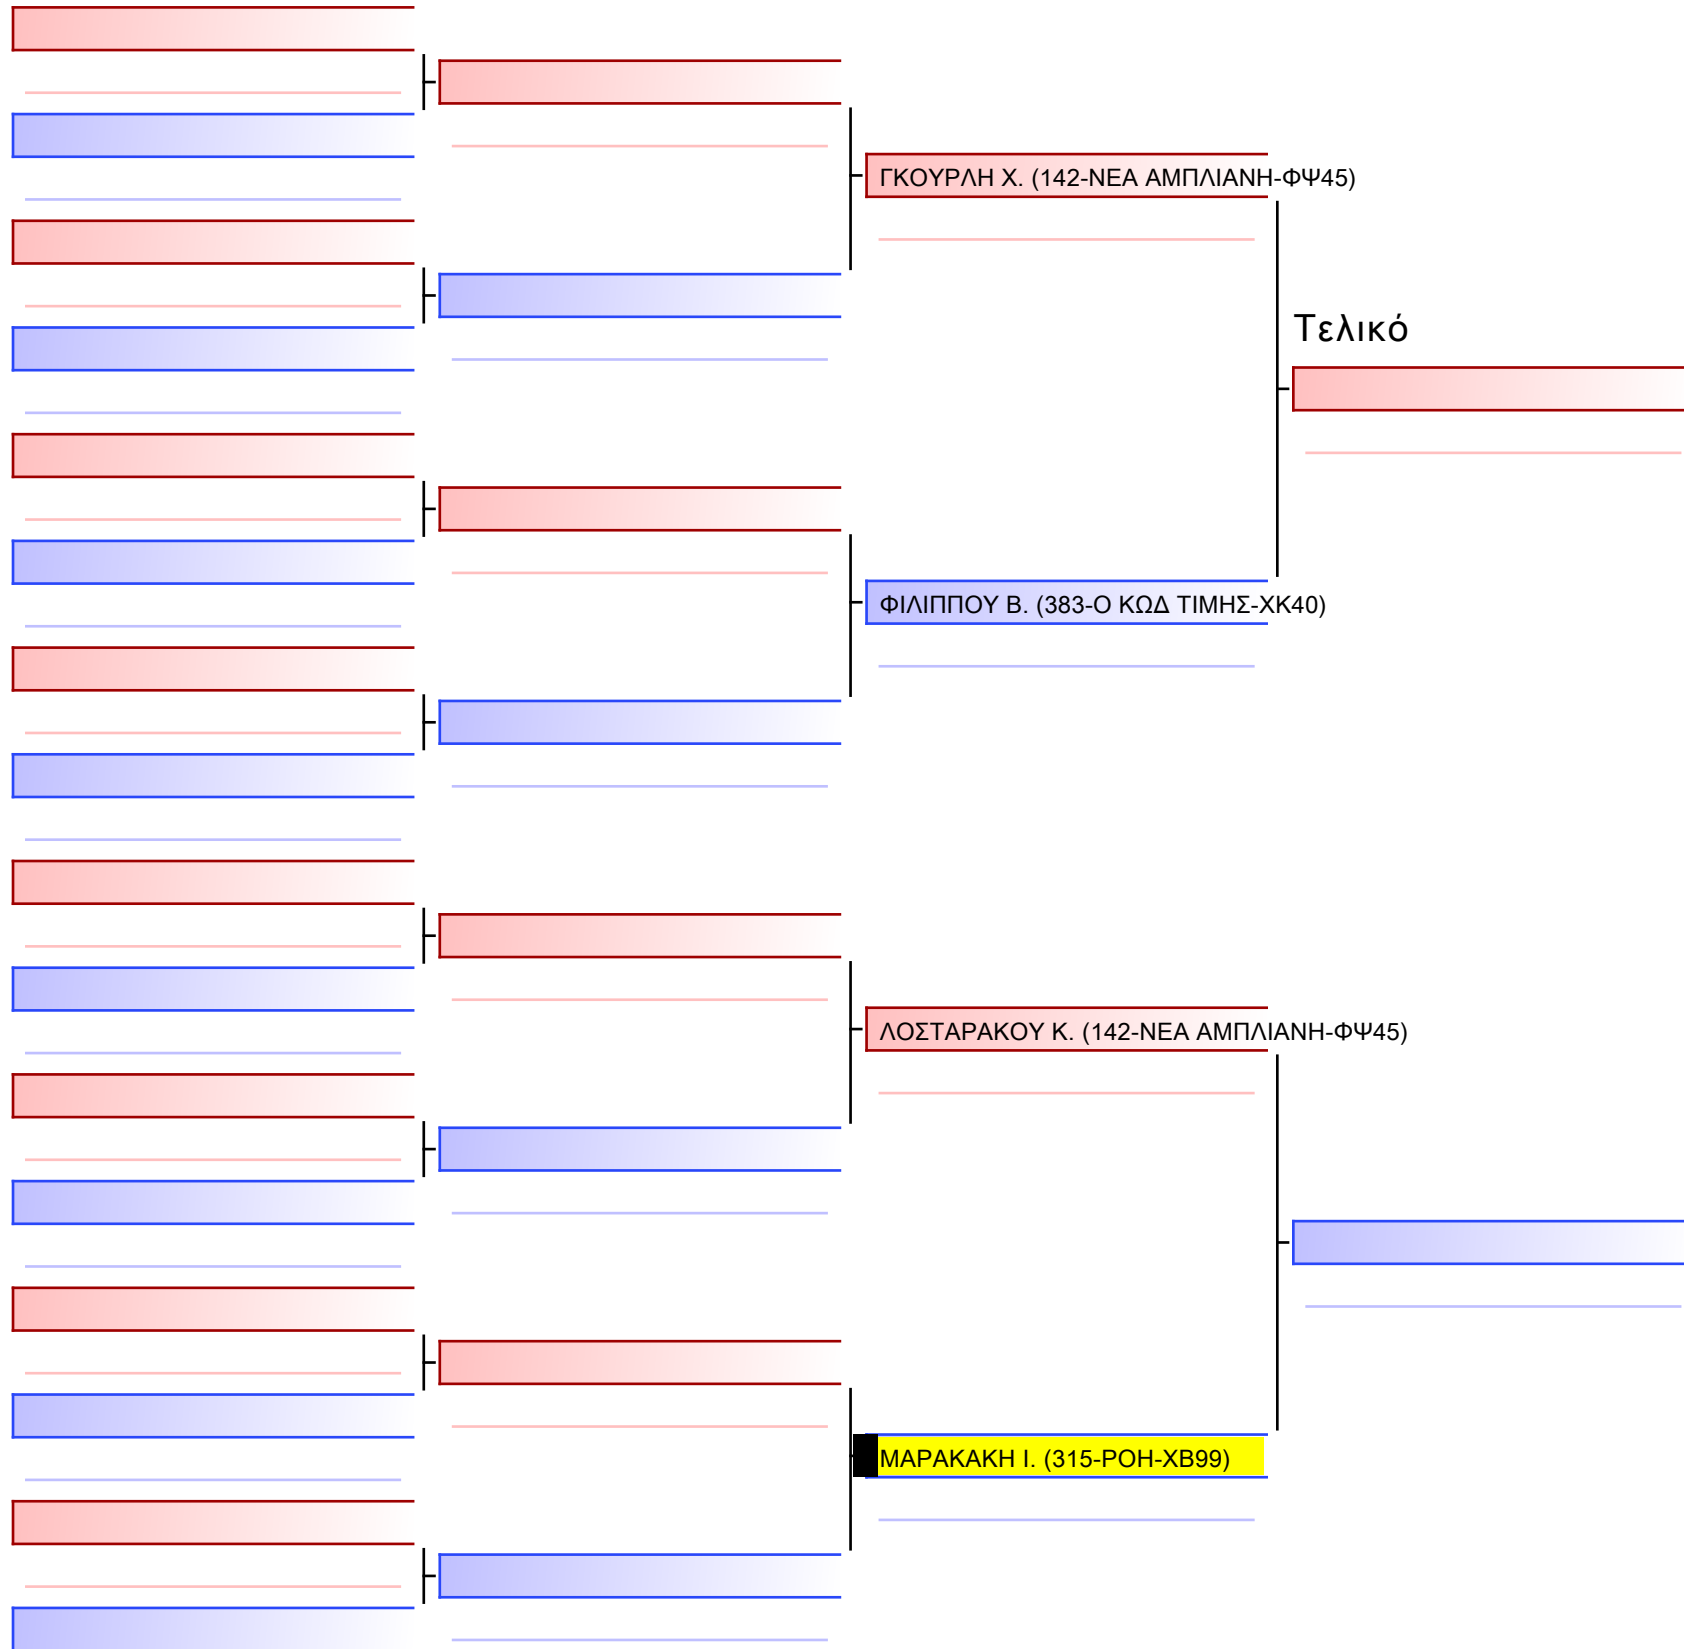 ΓΚΟΥΡΛΗ Χ. (142-ΝΕΑ ΑΜΠΛΙΑΝΗ-ΦΨ45)
Τελικό
ΦΙΛΙΠΠΟΥ Β. (383-Ο ΚΩΔ ΤΙΜΗΣ-ΧΚ40)
ΛΟΣΤΑΡΑΚΟΥ Κ. (142-ΝΕΑ ΑΜΠΛΙΑΝΗ-ΦΨ45)
ΜΑΡΑΚΑΚΗ Ι. (315-ΡΟΗ-ΧΒ99)